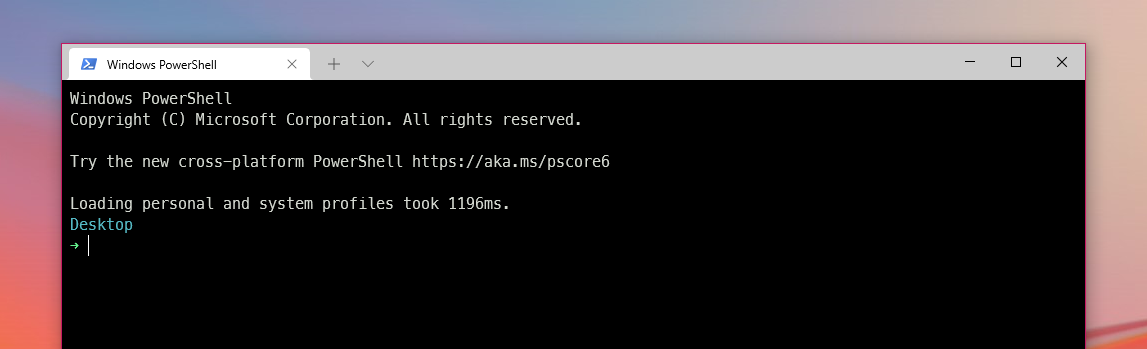 Windows PowerShell
Windows PowerShell
Copyright (C) Microsoft Corporation. All rights reserved.
Try the new cross-platform PowerShell https://aka.ms/pscore6
Loading personal and system profiles took 1196ms.
Desktop
➜